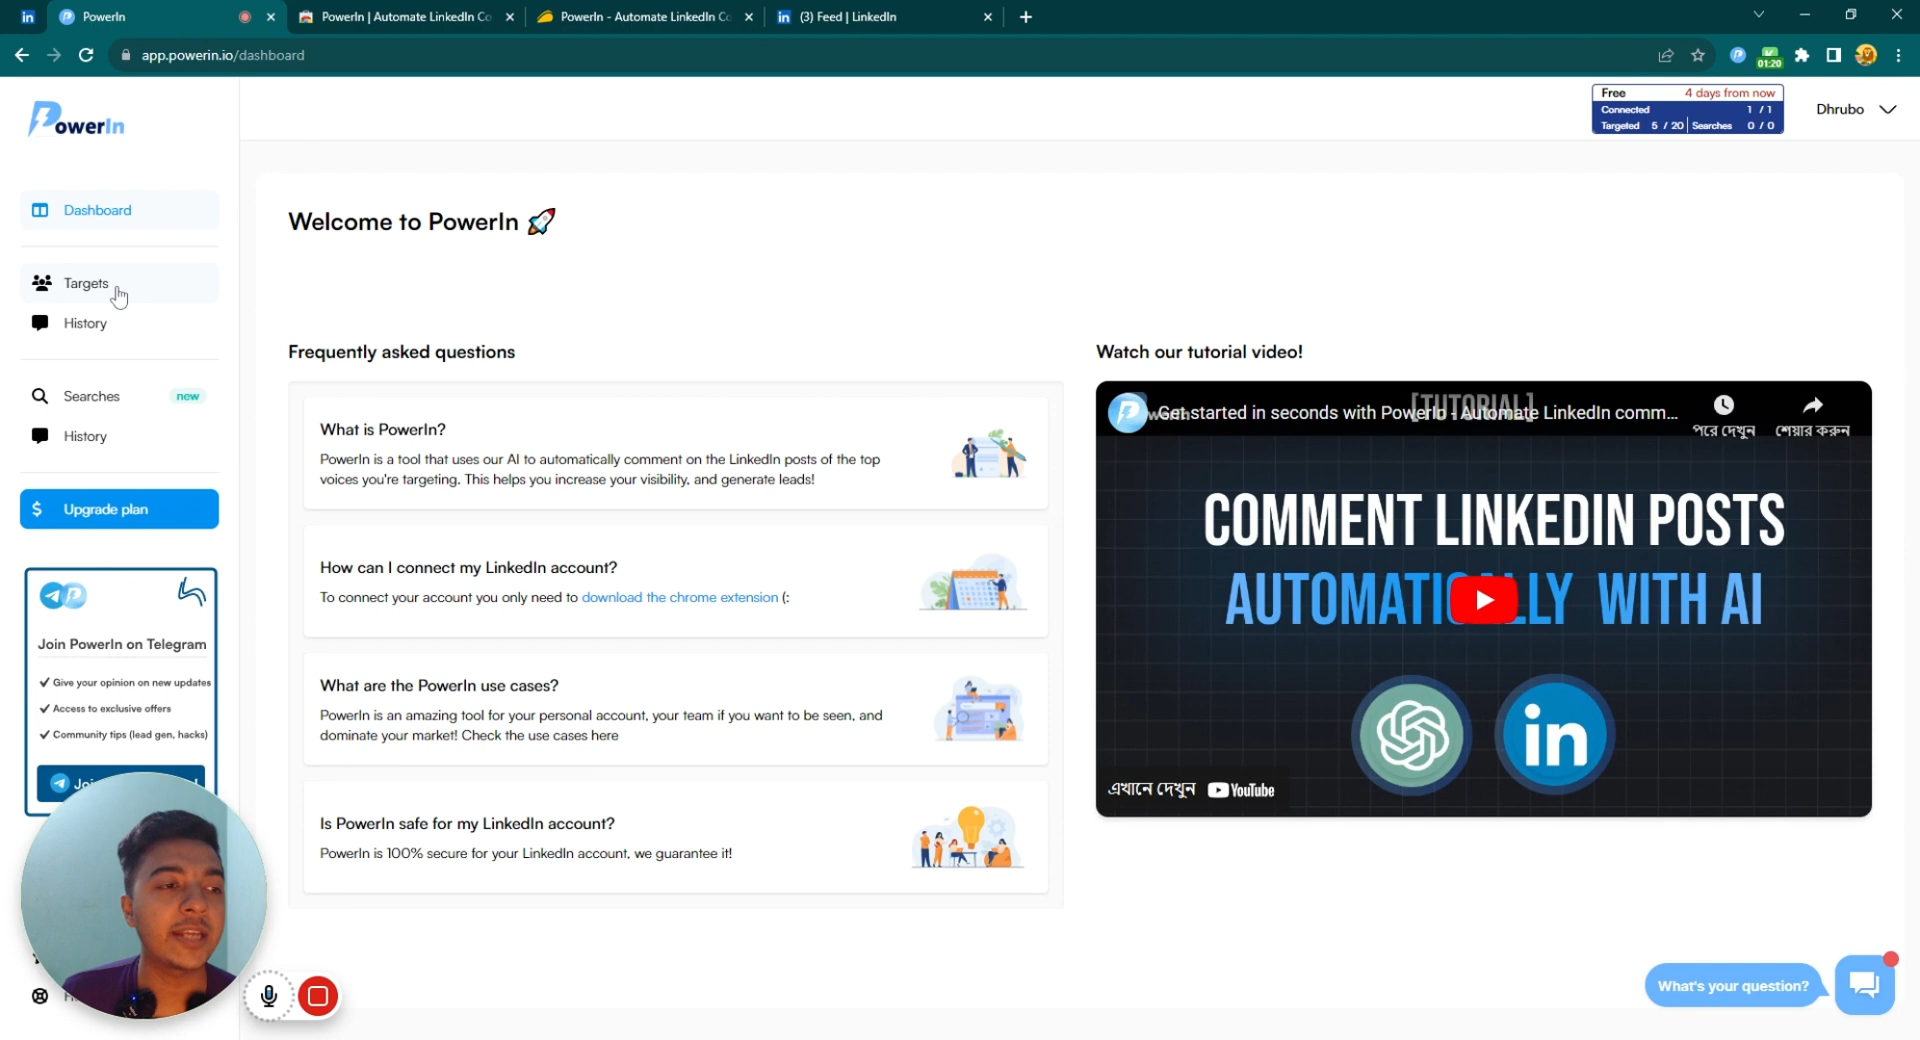 PowerIn
PowerIn | Automate LinkedIn Co
PowerIn - Automate LinkedIn Co
(3) Feed | LinkedIn
app.powerin.io/dashboard
01:20
PowerIn
Free 4 days from now
Connected 1 / 1
Targeted 5 / 20 Searches 0 / 0
Dhrubo
Dashboard
Targets
History
Searches new
History
$ Upgrade plan
Join PowerIn on Telegram
✓ Give your opinion on new updates
✓ Access to exclusive offers
✓ Community tips (lead gen, hacks)
Welcome to PowerIn 🚀
Frequently asked questions
What is PowerIn?
PowerIn is a tool that uses our AI to automatically comment on the LinkedIn posts of the top
voices you're targeting. This helps you increase your visibility, and generate leads!
How can I connect my LinkedIn account?
To connect your account you only need to download the chrome extension (:
What are the PowerIn use cases?
PowerIn is an amazing tool for your personal account, your team if you want to be seen, and
dominate your market! Check the use cases here
Is PowerIn safe for my LinkedIn account?
PowerIn is 100% secure for your LinkedIn account, we guarantee it!
Watch our tutorial video!
[TUTORIAL]
Get started in seconds with PowerIn - Automate LinkedIn comm...
পরে দেখুন
শেয়ার করুন
COMMENT LINKEDIN POSTS
AUTOMATICALLY WITH AI
in
এখানে দেখুন YouTube
What's your question?